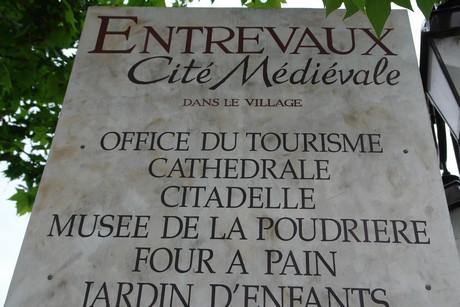 ENTREVAUX
Cité Médiévale
DANS LE VILLAGE
OFFICE DU TOURISME
CATHEDRALE
CITADELLE
MUSEE DE LA POUDRIERE
FOUR A PAIN
JARDIN D'ENFANTS